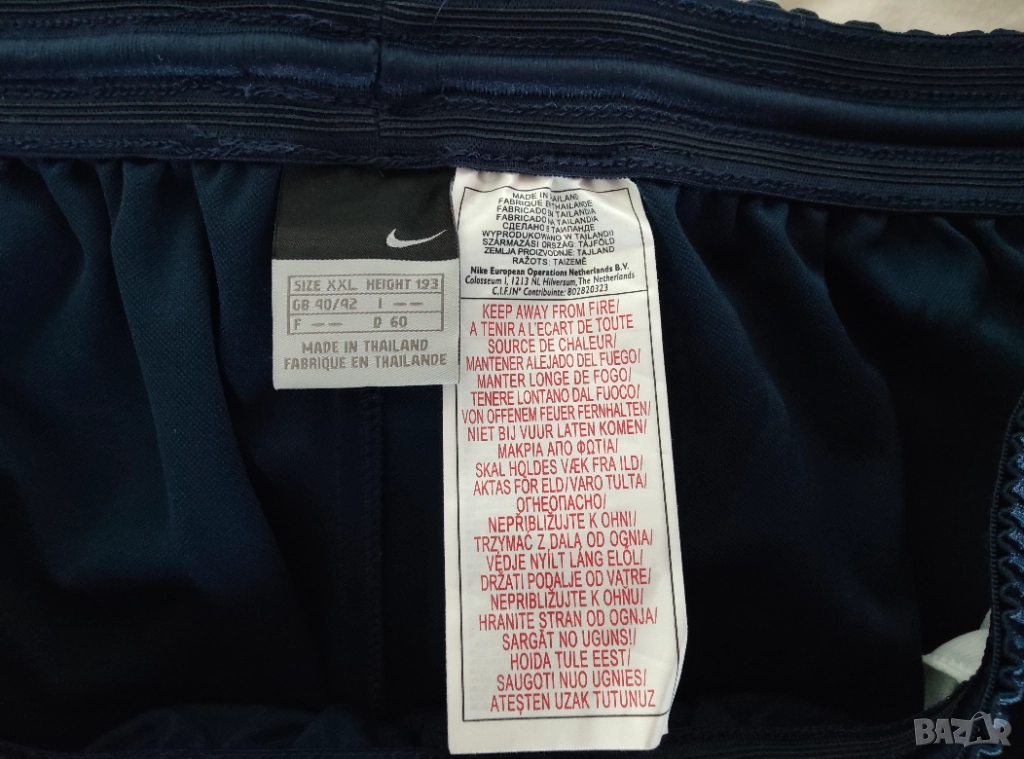 SIZE XXL HEIGHT 193
GB 40/42 I --
F -- D 60
MADE IN THAILAND
FABRIQUE EN THAILANDE
MADE IN THAILAND
FABRIQUE EN THAILANDE
FABRICADO EN TAILANDIA
FABRICADO NA TAILANDIA
СДЕЛАНО В ТАИЛАНДЕ
WYPRODUKOWANO W TAJLANDII
SZÁRMAZÁSI ORSZÁG: TÁJFÖLD
ZEMLJA PROIZVODNJE: TAJLAND
RAŽOTS: TAIZEMĒ
Nike European Operations Netherlands B.V.
Colosseum 1, 1213 NL Hilversum, The Netherlands
C.I.F./N° Contribuinte: 802820323
KEEP AWAY FROM FIRE/
A TENIR A L'ECART DE TOUTE
SOURCE DE CHALEUR/
MANTENER ALEJADO DEL FUEGO/
MANTER LONGE DE FOGO/
TENERE LONTANO DAL FUOCO/
VON OFFENEM FEUER FERNHALTEN/
NIET BIJ VUUR LATEN KOMEN/
ΜΑΚΡΙΑ ΑΠΟ ΦΩΤΙΑ/
SKAL HOLDES VÆK FRA ILD/
AKTAS FÖR ELD/VARO TULTA/
ОГНЕОПАСНО/
NEPŘIBLIŽUJTE K OHNI/
TRZYMAĆ Z DALA OD OGNIA/
VÉDJE NYÍLT LÁNG ELÖL/
DRŽATI PODALJE OD VATRE/
NEPRIBLIŽUJTE K OHŇU/
HRANITE STRAN OD OGNJA/
SARGĀT NO UGUNS!/
HOIDA TULE EEST/
SAUGOTI NUO UGNIES/
ATEŞTEN UZAK TUTUNUZ
BAZAR